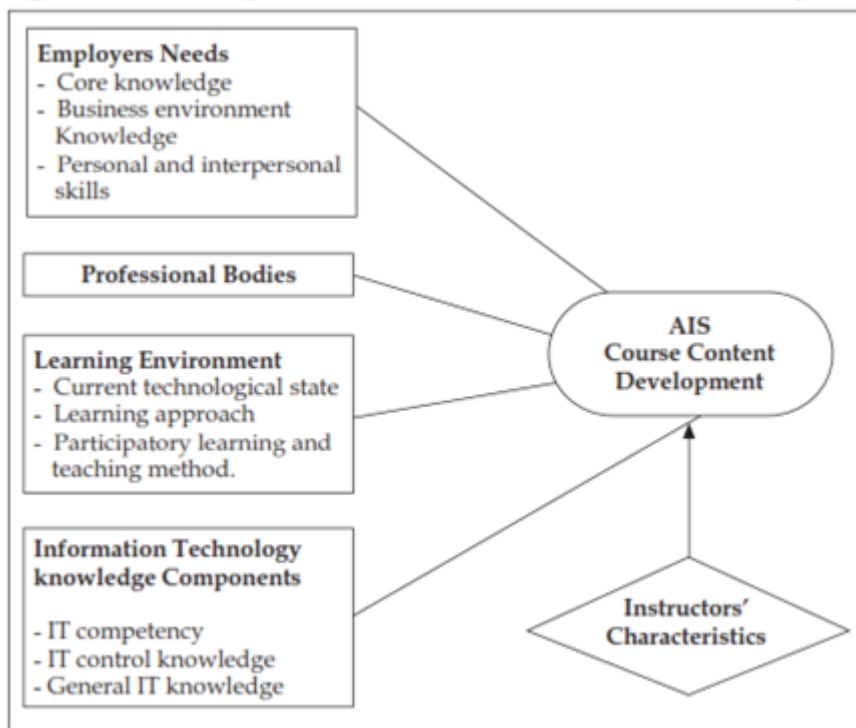 Employers Needs
- Core knowledge
- Business environment
Knowledge
- Personal and interpersonal
skills
Professional Bodies
Learning Environment
- Current technological state
- Learning approach
- Participatory learning and
teaching method.
Information Technology
knowledge Components
- IT competency
- IT control knowledge
- General IT knowledge
AIS
Course Content
Development
Instructors'
Characteristics